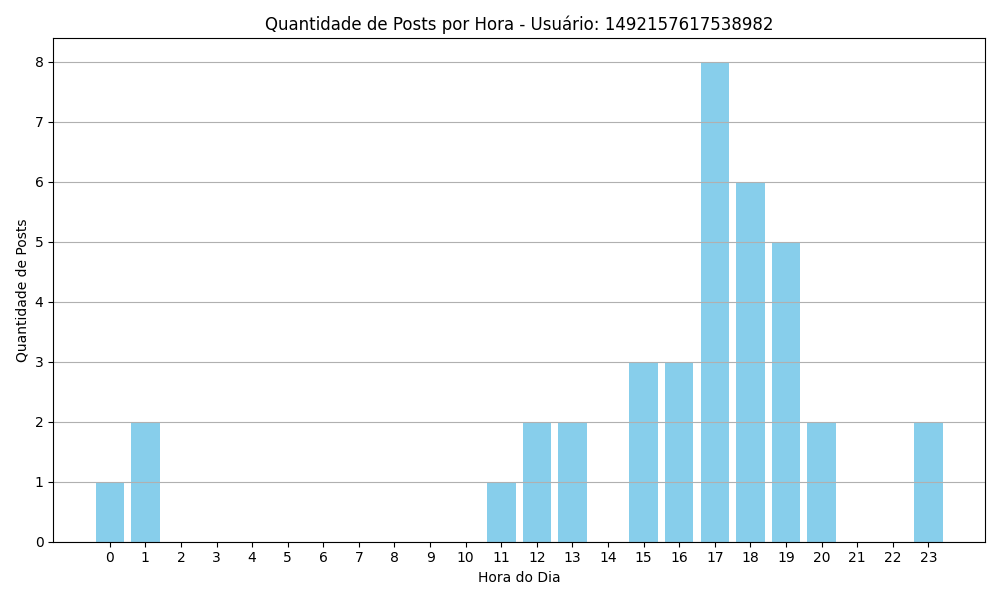 Quantidade de Posts por Hora - Usuário: 1492157617538982
Quantidade de Posts
8
7
6
5
4
3
2
1
0
0 1 2 3 4 5 6 7 8 9 10 11 12 13 14 15 16 17 18 19 20 21 22 23
Hora do Dia